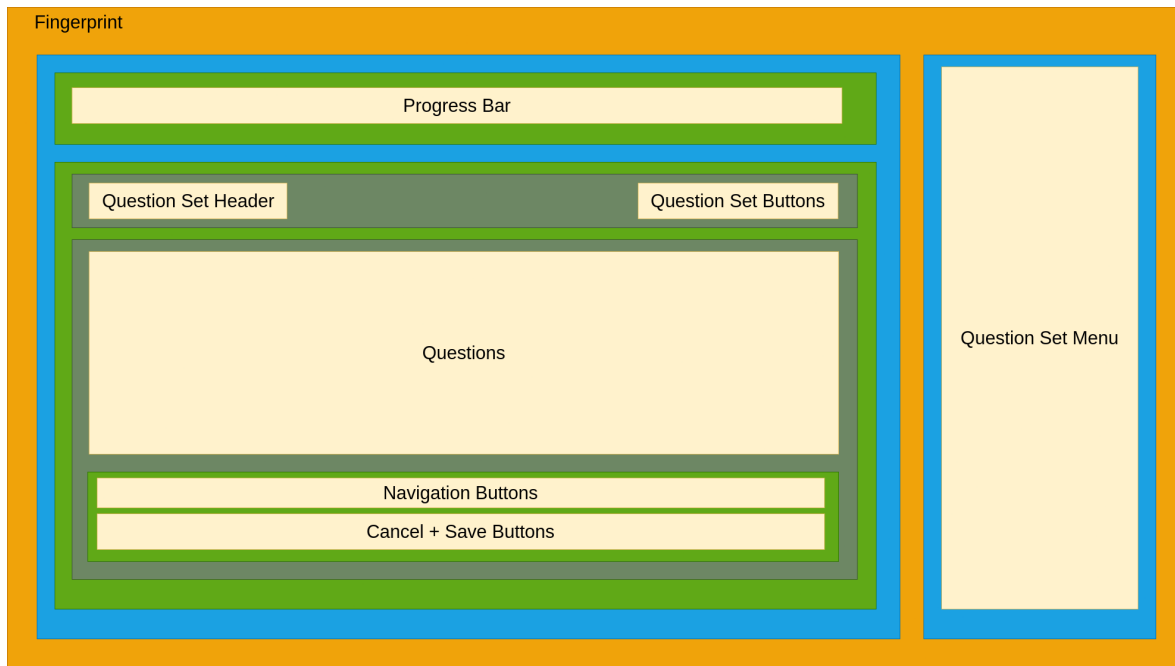 Fingerprint
Progress Bar
Question Set Header
Question Set Buttons
Questions
Navigation Buttons
Cancel + Save Buttons
Question Set Menu